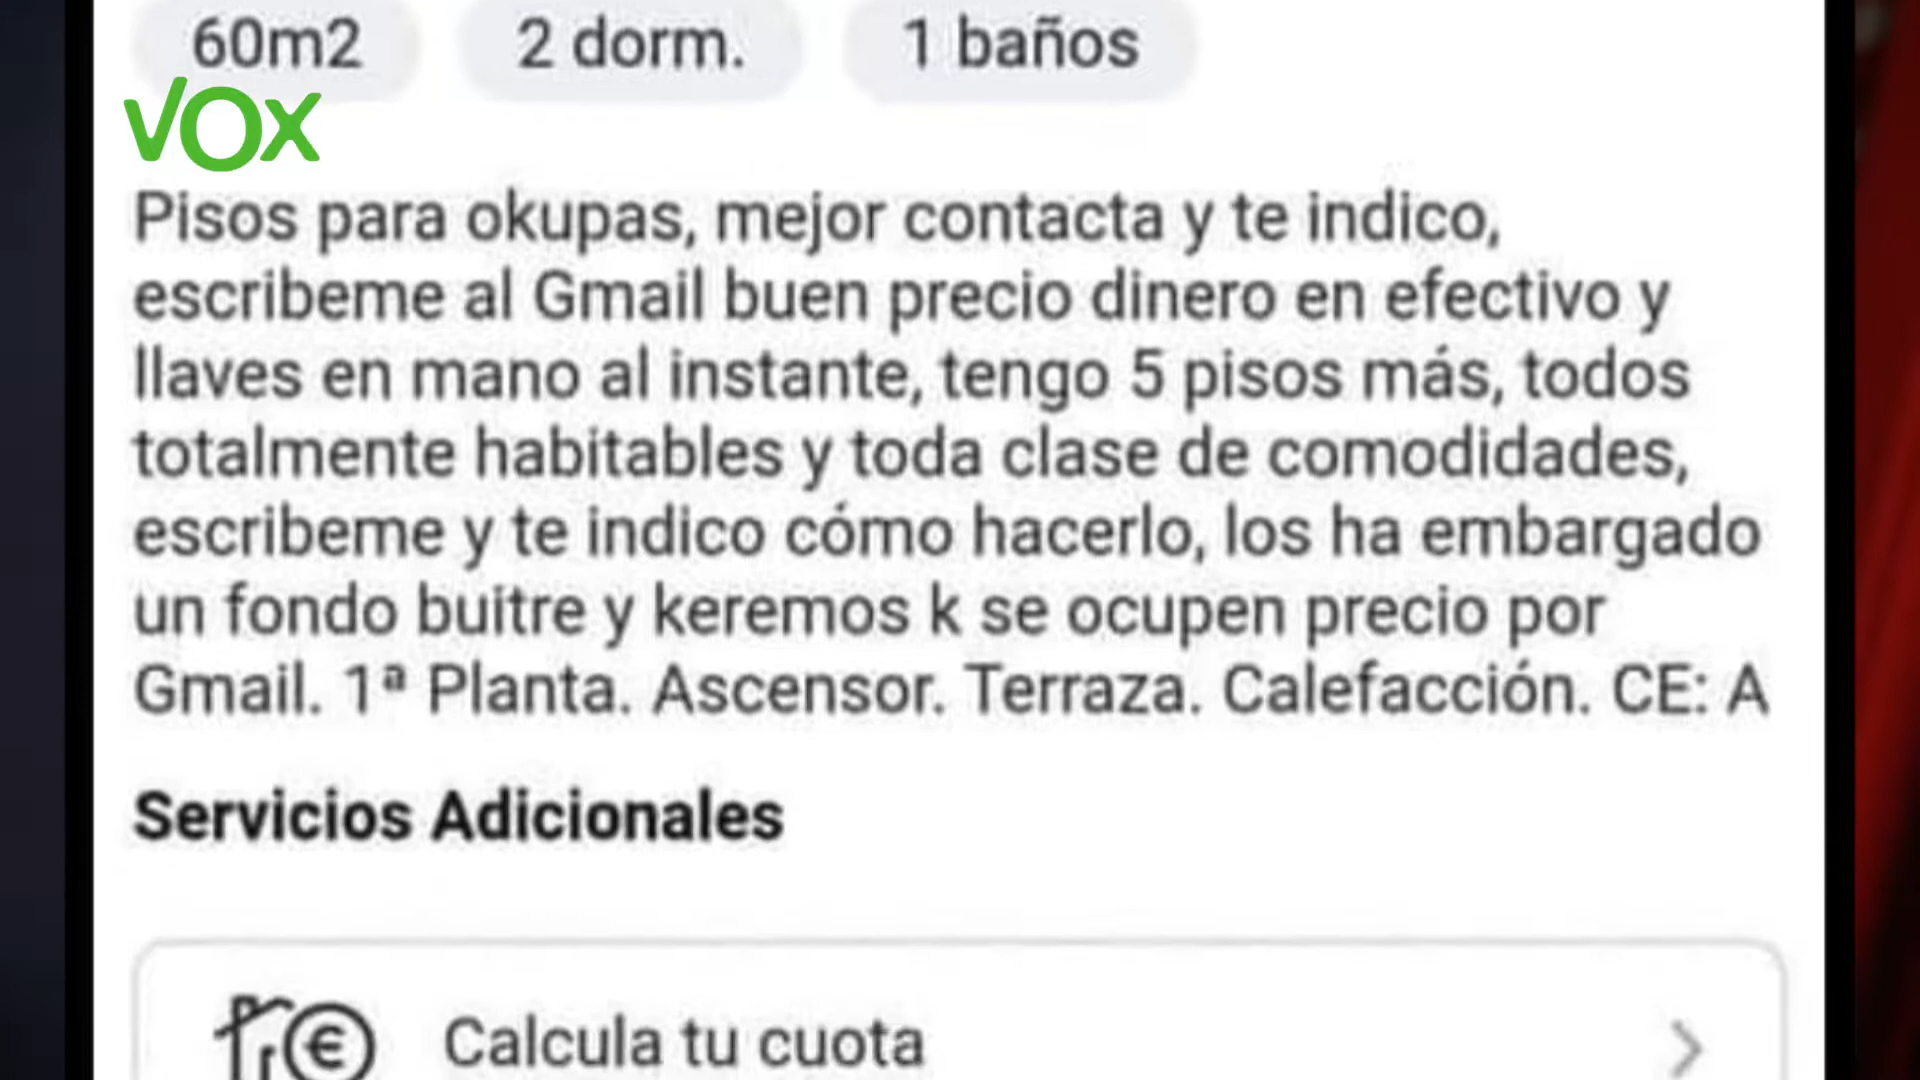 60m2 2 dorm. 1 baños
VOX
Pisos para okupas, mejor contacta y te indico,
escribeme al Gmail buen precio dinero en efectivo y
llaves en mano al instante, tengo 5 pisos más, todos
totalmente habitables y toda clase de comodidades,
escribeme y te indico cómo hacerlo, los ha embargado
un fondo buitre y keremos k se ocupen precio por
Gmail. 1ª Planta. Ascensor. Terraza. Calefacción. CE: A
Servicios Adicionales
€ Calcula tu cuota